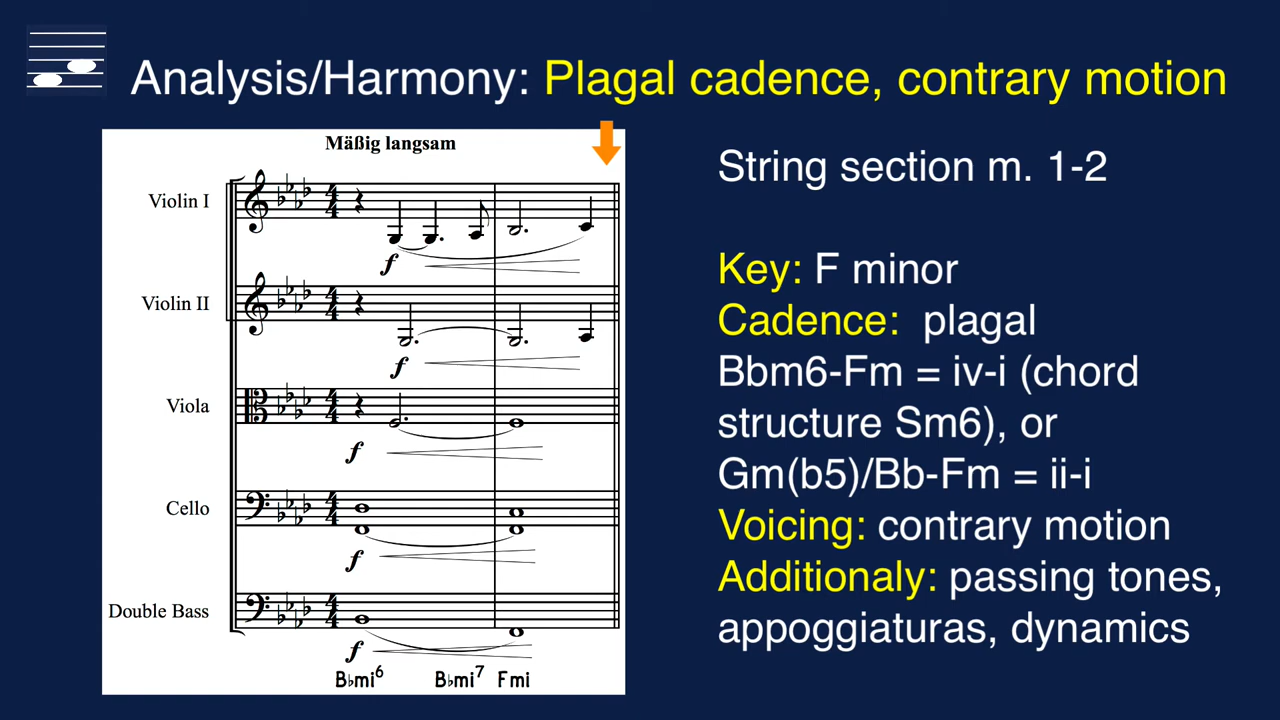 Analysis/Harmony: Plagal cadence, contrary motion
Mäßig langsam
Violin I
f
Violin II
f
Viola
f
Cello
f
Double Bass
f
B♭mi6 B♭mi7 Fmi
String section m. 1-2
Key: F minor
Cadence: plagal
Bbm6-Fm = iv-i (chord
structure Sm6), or
Gm(b5)/Bb-Fm = ii-i
Voicing: contrary motion
Additionaly: passing tones,
appoggiaturas, dynamics